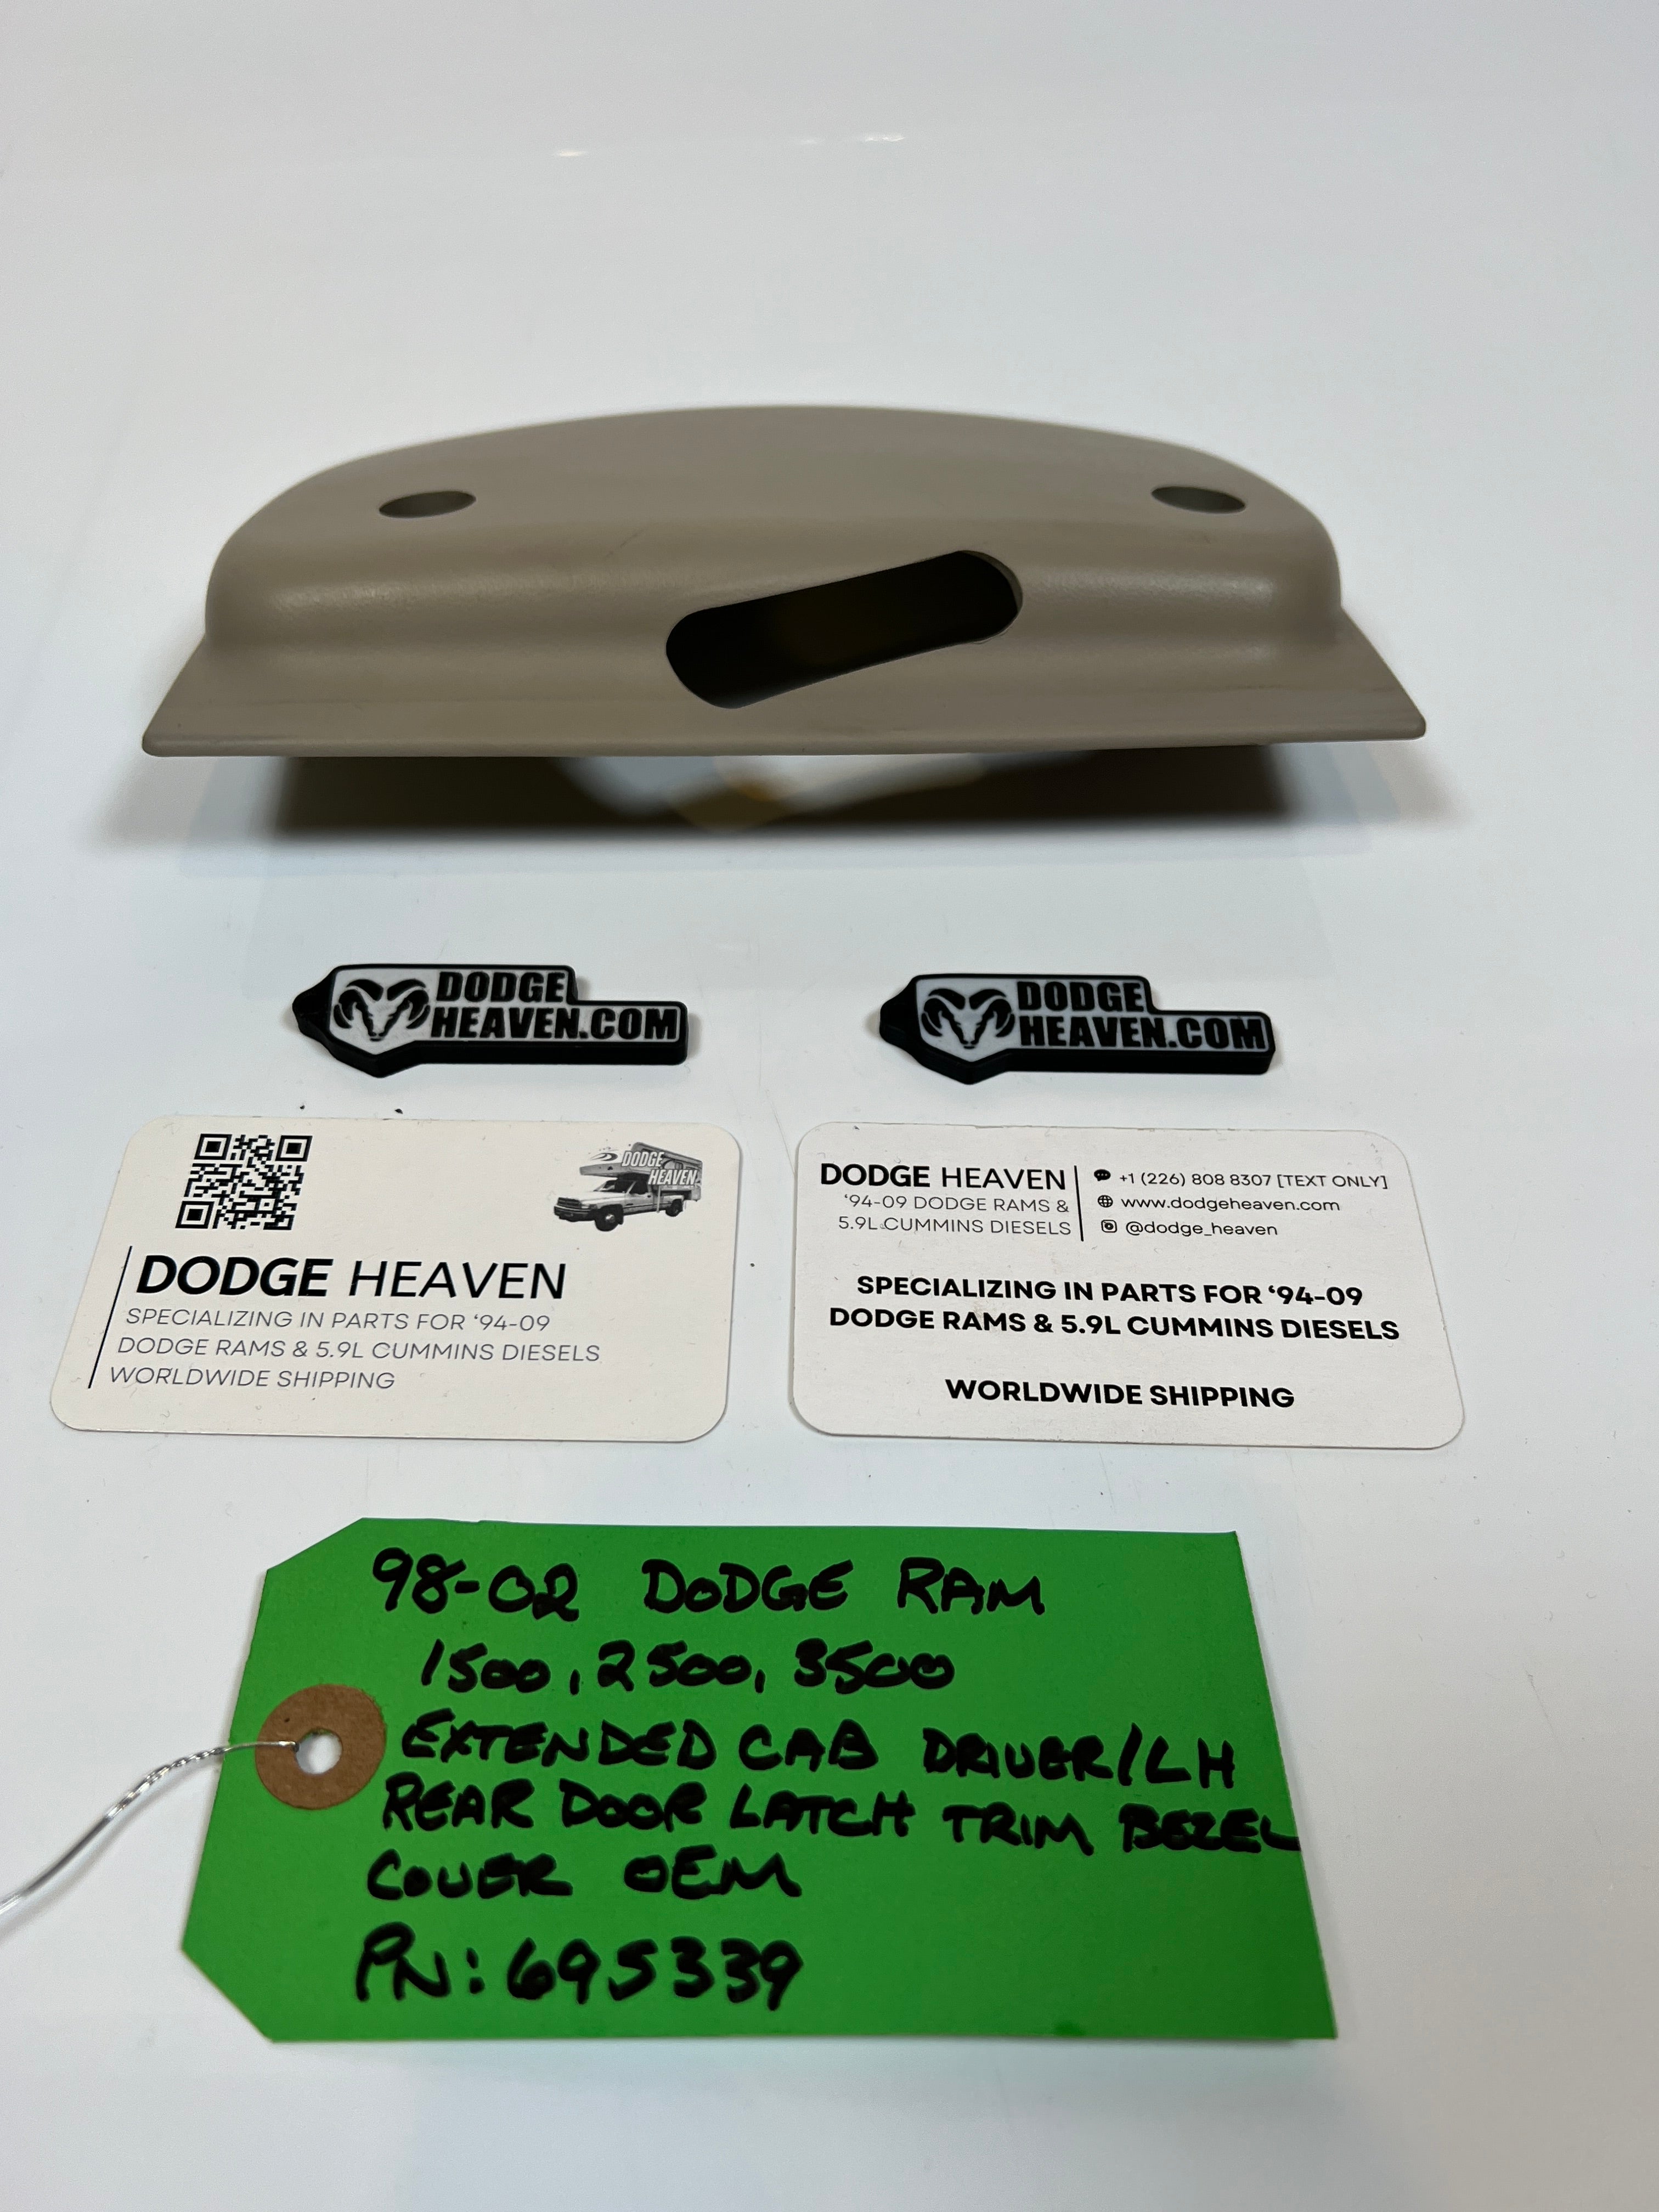 DODGE
HEAVEN.COM
DODGE
HEAVEN.COM
DODGE
HEAVEN
DODGE HEAVEN
SPECIALIZING IN PARTS FOR ‘94-09
DODGE RAMS & 5.9L CUMMINS DIESELS
WORLDWIDE SHIPPING
DODGE HEAVEN
‘94-09 DODGE RAMS &
5.9L CUMMINS DIESELS
+1 (226) 808 8307 [TEXT ONLY]
www.dodgeheaven.com
@dodge_heaven
SPECIALIZING IN PARTS FOR ‘94-09
DODGE RAMS & 5.9L CUMMINS DIESELS
WORLDWIDE SHIPPING
98-02 DODGE RAM
1500, 2500, 3500
EXTENDED CAB DRIVER/LH
REAR DOOR LATCH TRIM BEZEL
COVER OEM
PN: 695339